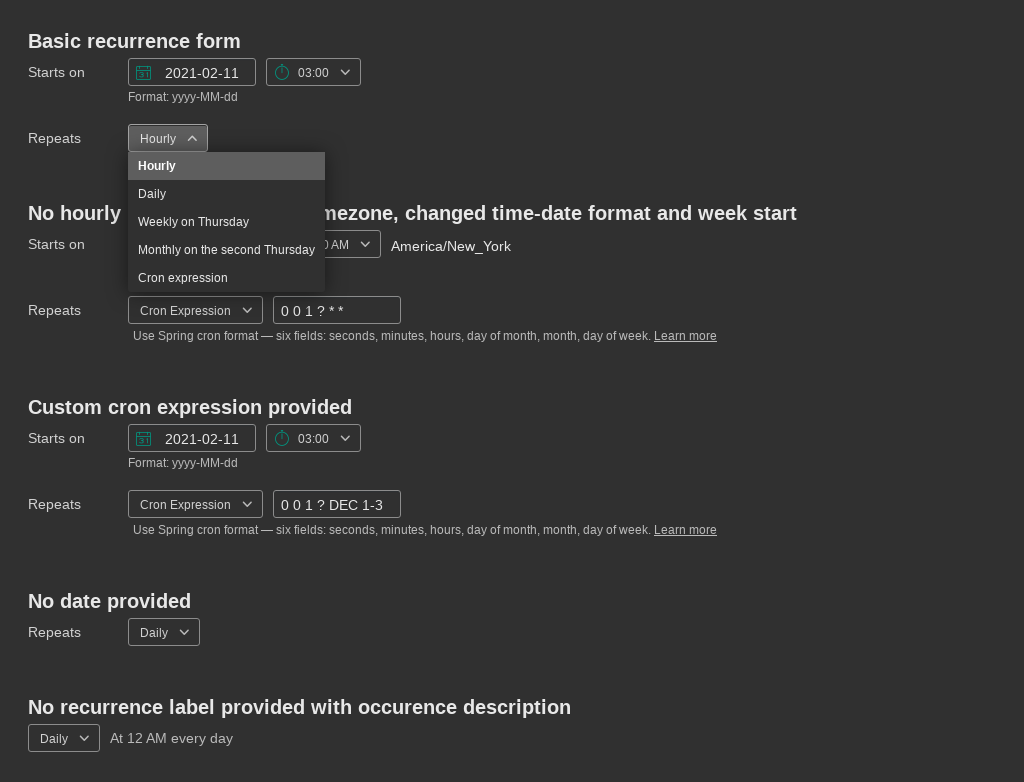 Basic recurrence form
Starts on
2021-02-11
03:00
Format: yyyy-MM-dd
Repeats
Hourly
Hourly
Daily
Weekly on Thursday
Monthly on the second Thursday
Cron expression
No hourly mezone, changed time-date format and week start
Starts on
0 AM
America/New_York
Repeats
Cron Expression
0 0 1 ? * *
Use Spring cron format — six fields: seconds, minutes, hours, day of month, month, day of week. Learn more
Custom cron expression provided
Starts on
2021-02-11
03:00
Format: yyyy-MM-dd
Repeats
Cron Expression
0 0 1 ? DEC 1-3
Use Spring cron format — six fields: seconds, minutes, hours, day of month, month, day of week. Learn more
No date provided
Repeats
Daily
No recurrence label provided with occurence description
Daily
At 12 AM every day